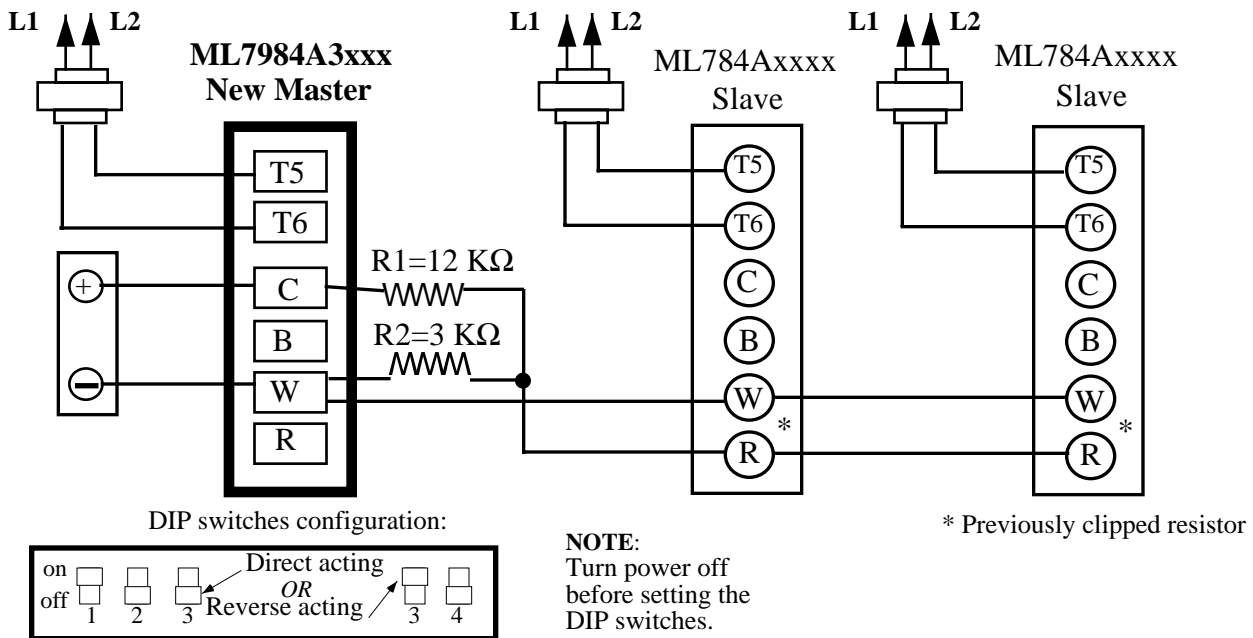 L1 L2
ML7984A3xxx
New Master
T5
T6
C
B
W
R
+
−
R1=12 KΩ
R2=3 KΩ
L1 L2
ML784Axxxx
Slave
T5
T6
C
B
W
*
R
L1 L2
ML784Axxxx
Slave
T5
T6
C
B
W
*
R
* Previously clipped resistor
DIP switches configuration:
on
off
1 2 3
Direct acting
OR
Reverse acting
3 4
NOTE:
Turn power off
before setting the
DIP switches.